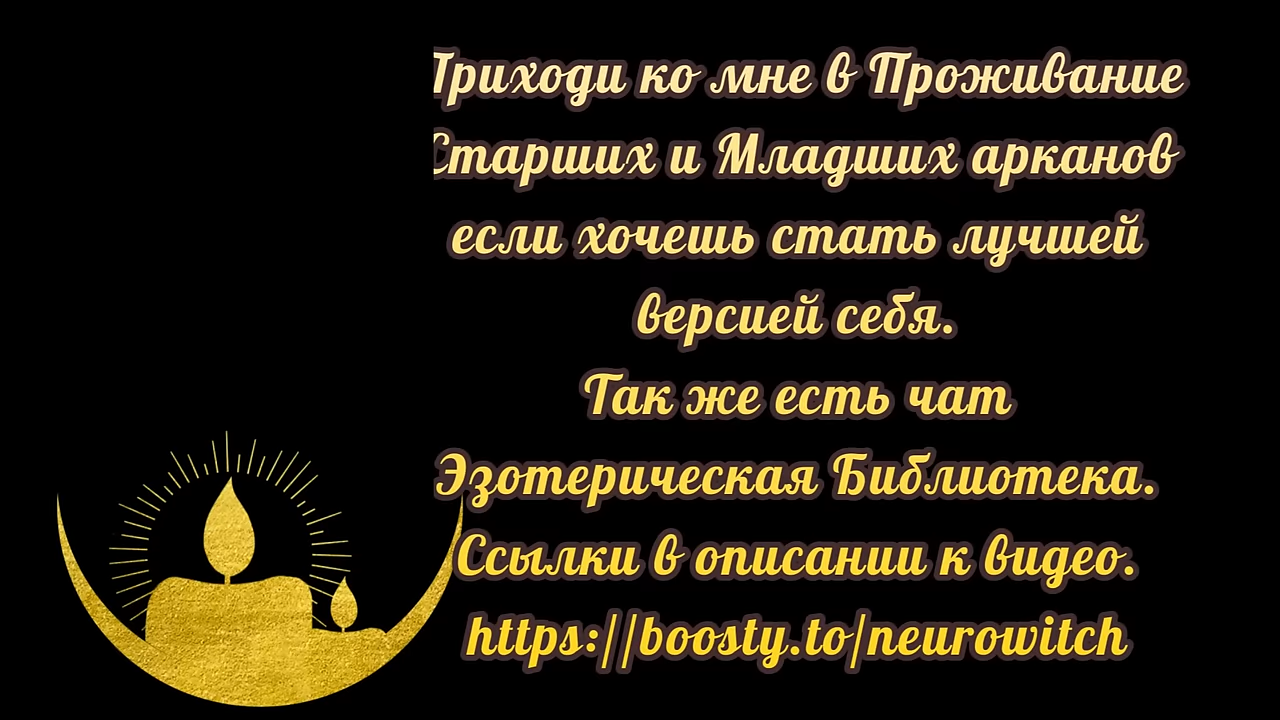 Приходи ко мне в Проживание
Старших и Младших арканов
если хочешь стать лучшей
версией себя.
Так же есть чат
Эзотерическая Библиотека.
Ссылки в описании к видео.
https://boosty.to/neurowitch